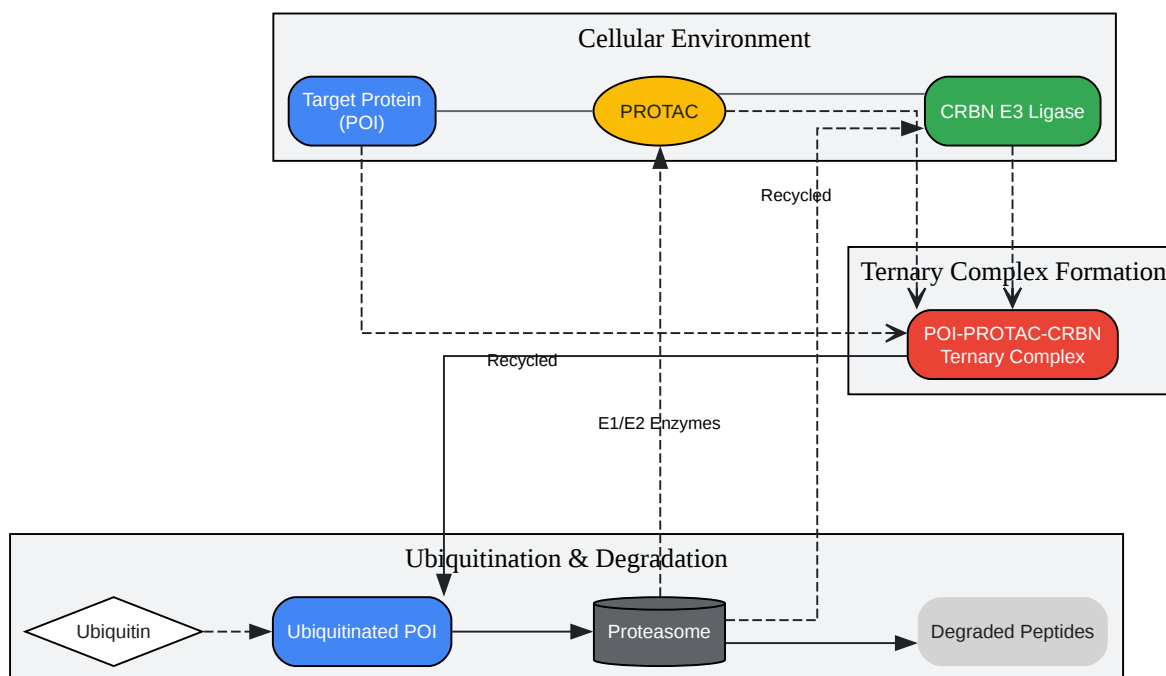 Cellular Environment
Target Protein
(POI)
PROTAC
CRBN E3 Ligase
Recycled
Ternary Complex Formation
POI-PROTAC-CRBN
Ternary Complex
Recycled
E1/E2 Enzymes
Ubiquitination & Degradation
Ubiquitin
Ubiquitinated POI
Proteasome
Degraded Peptides